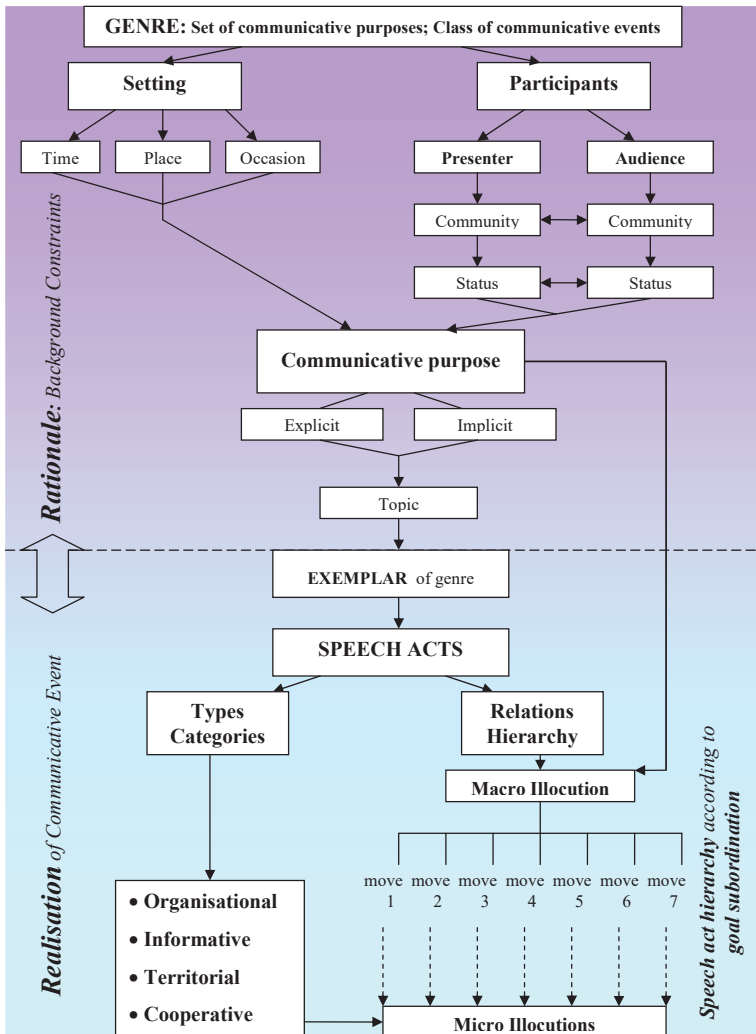 GENRE: Set of communicative purposes; Class of communicative events
Setting
Participants
Time
Place
Occasion
Presenter
Audience
Community
Community
Status
Status
Communicative purpose
Explicit
Implicit
Topic
Rationale: Background Constraints
EXEMPLAR of genre
SPEECH ACTS
Types
Categories
Relations
Hierarchy
Macro Illocution
move move move move move move move
1 2 3 4 5 6 7
• Organisational
• Informative
• Territorial
• Cooperative
Micro Illocutions
Realisation of Communicative Event
Speech act hierarchy according to
goal subordination